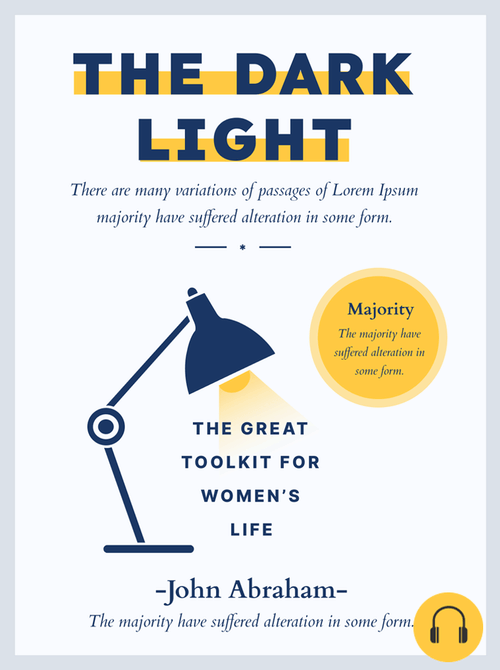 THE DARK
LIGHT
There are many variations of passages of Lorem Ipsum
majority have suffered alteration in some form.
*
Majority
The majority have
suffered alteration in
some form.
THE GREAT
TOOLKIT FOR
WOMEN'S
LIFE
-John Abraham-
The majority have suffered alteration in some form.